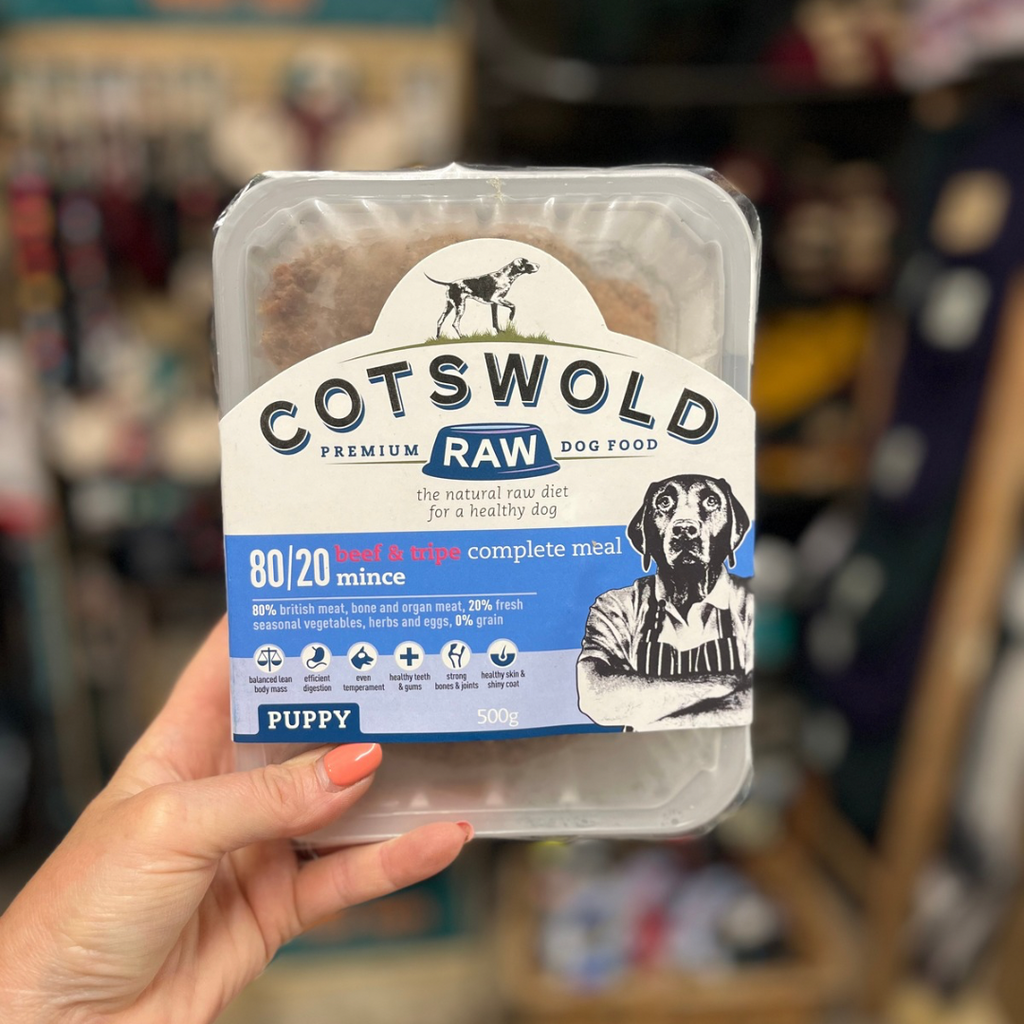 COTSWOLD
PREMIUM RAW DOG FOOD
the natural raw diet
for a healthy dog
80/20 beef & tripe complete meal
mince
80% british meat, bone and organ meat, 20% fresh
seasonal vegetables, herbs and eggs, 0% grain
balanced lean body mass
efficient digestion
even temperament
healthy teeth & gums
strong bones & joints
healthy skin & shiny coat
PUPPY
500g